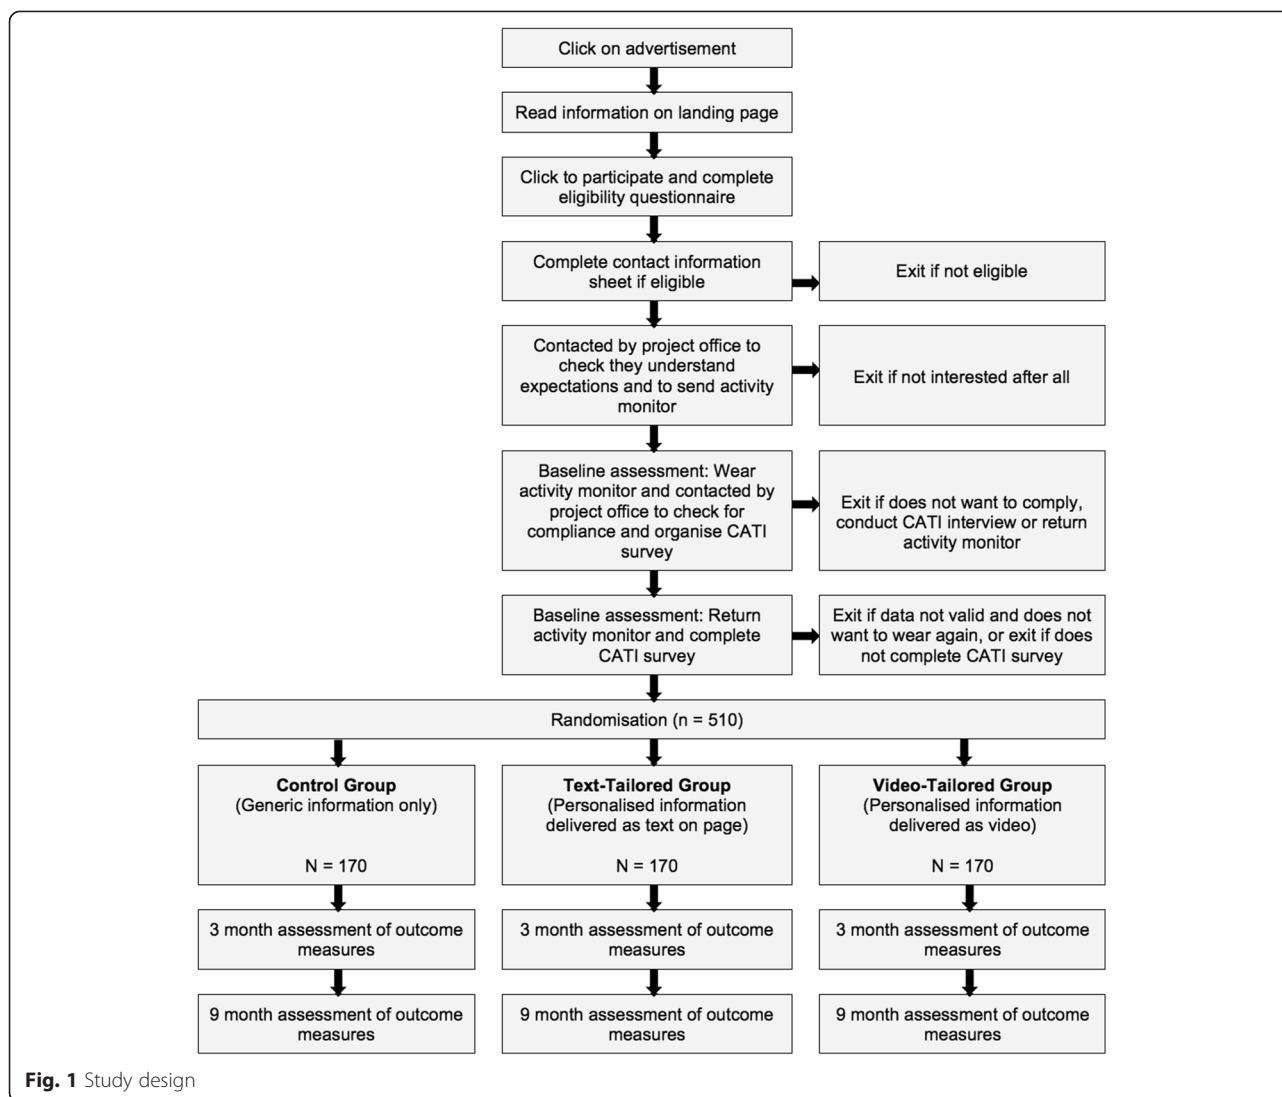 Click on advertisement
Read information on landing page
Click to participate and complete
eligibility questionnaire
Complete contact information
sheet if eligible
Exit if not eligible
Contacted by project office to
check they understand
expectations and to send activity
monitor
Exit if not interested after all
Baseline assessment: Wear
activity monitor and contacted by
project office to check for
compliance and organise CATI
survey
Exit if does not want to comply,
conduct CATI interview or return
activity monitor
Baseline assessment: Return
activity monitor and complete
CATI survey
Exit if data not valid and does not
want to wear again, or exit if does
not complete CATI survey
Randomisation (n = 510)
Control Group
(Generic information only)
N = 170
Text-Tailored Group
(Personalised information
delivered as text on page)
N = 170
Video-Tailored Group
(Personalised information
delivered as video)
N = 170
3 month assessment of outcome
measures
3 month assessment of outcome
measures
3 month assessment of outcome
measures
9 month assessment of outcome
measures
9 month assessment of outcome
measures
9 month assessment of outcome
measures
Fig. 1 Study design